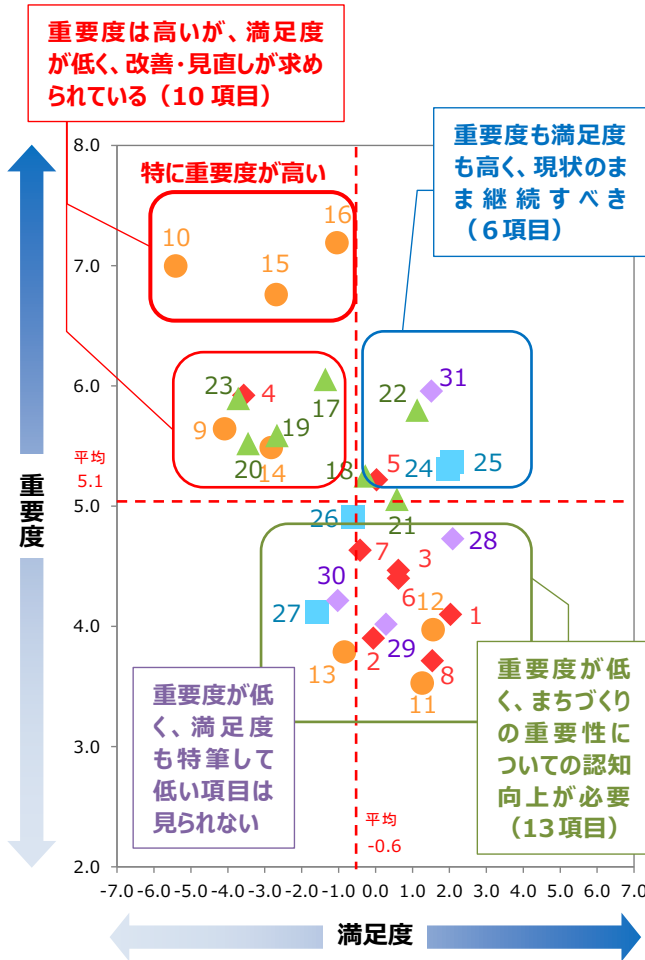 重要度は高いが、満足度
が低く、改善・見直しが求め
られている（10 項目）
重要度も満足度
も高く、現状のま
ま継続すべき
（６項目）
特に重要度が高い
8.0
7.0
6.0
5.0
4.0
3.0
2.0
平均
5.1
重要度
10
16
15
23
4
17
9
19
20
14
22
31
18
5
24
25
21
26
7
3
28
30
6
12
1
27
13
2
29
8
11
重要度が低
く、満足度
も特筆して
低い項目は
見られない
重要度が低
く、まちづくり
の重要性に
ついての認知
向上が必要
（13項目）
平均
-0.6
-7.0 -6.0 -5.0 -4.0 -3.0 -2.0 -1.0 0.0 1.0 2.0 3.0 4.0 5.0 6.0 7.0
満足度